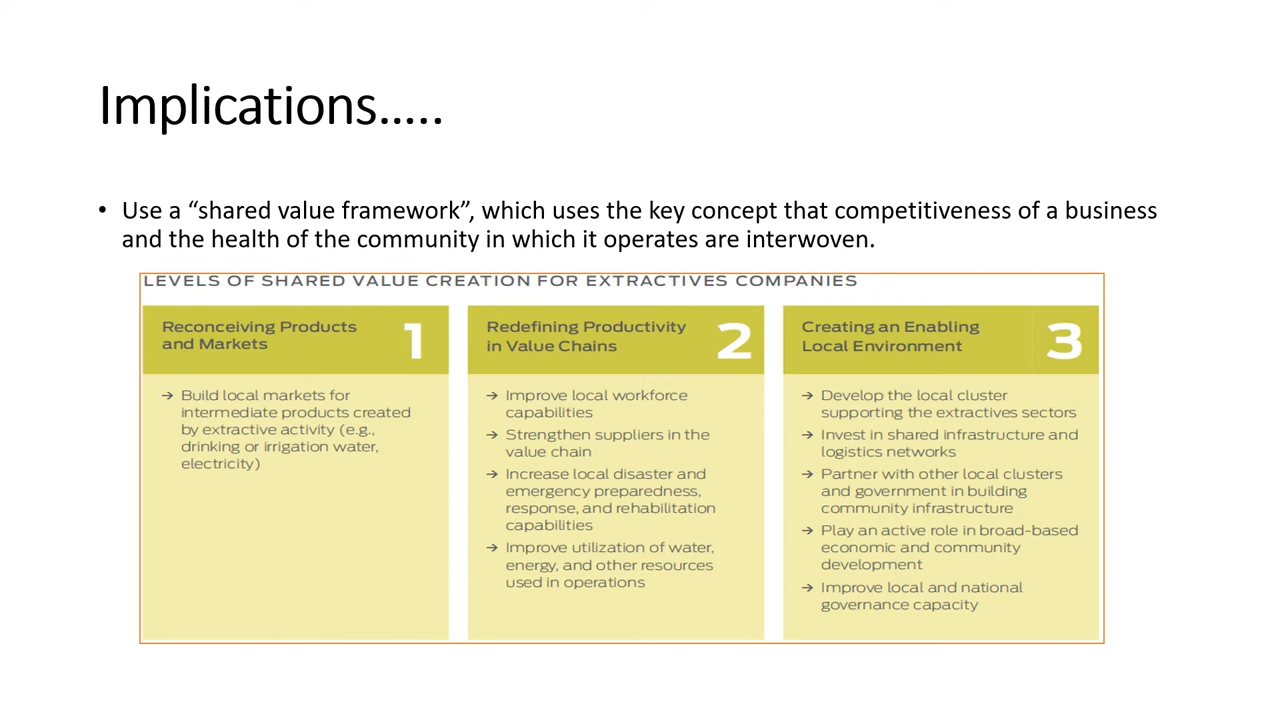 Implications.....
• Use a “shared value framework”, which uses the key concept that competitiveness of a business
and the health of the community in which it operates are interwoven.
LEVELS OF SHARED VALUE CREATION FOR EXTRACTIVES COMPANIES
Reconceiving Products
and Markets
1
→ Build local markets for
intermediate products created
by extractive activity (e.g.,
drinking or irrigation water,
electricity)
Redefining Productivity
in Value Chains
2
→ Improve local workforce
capabilities
→ Strengthen suppliers in the
value chain
→ Increase local disaster and
emergency preparedness,
response, and rehabilitation
capabilities
→ Improve utilization of water,
energy, and other resources
used in operations
Creating an Enabling
Local Environment
3
→ Develop the local cluster
supporting the extractives sectors
→ Invest in shared infrastructure and
logistics networks
→ Partner with other local clusters
and government in building
community infrastructure
→ Play an active role in broad-based
economic and community
development
→ Improve local and national
governance capacity